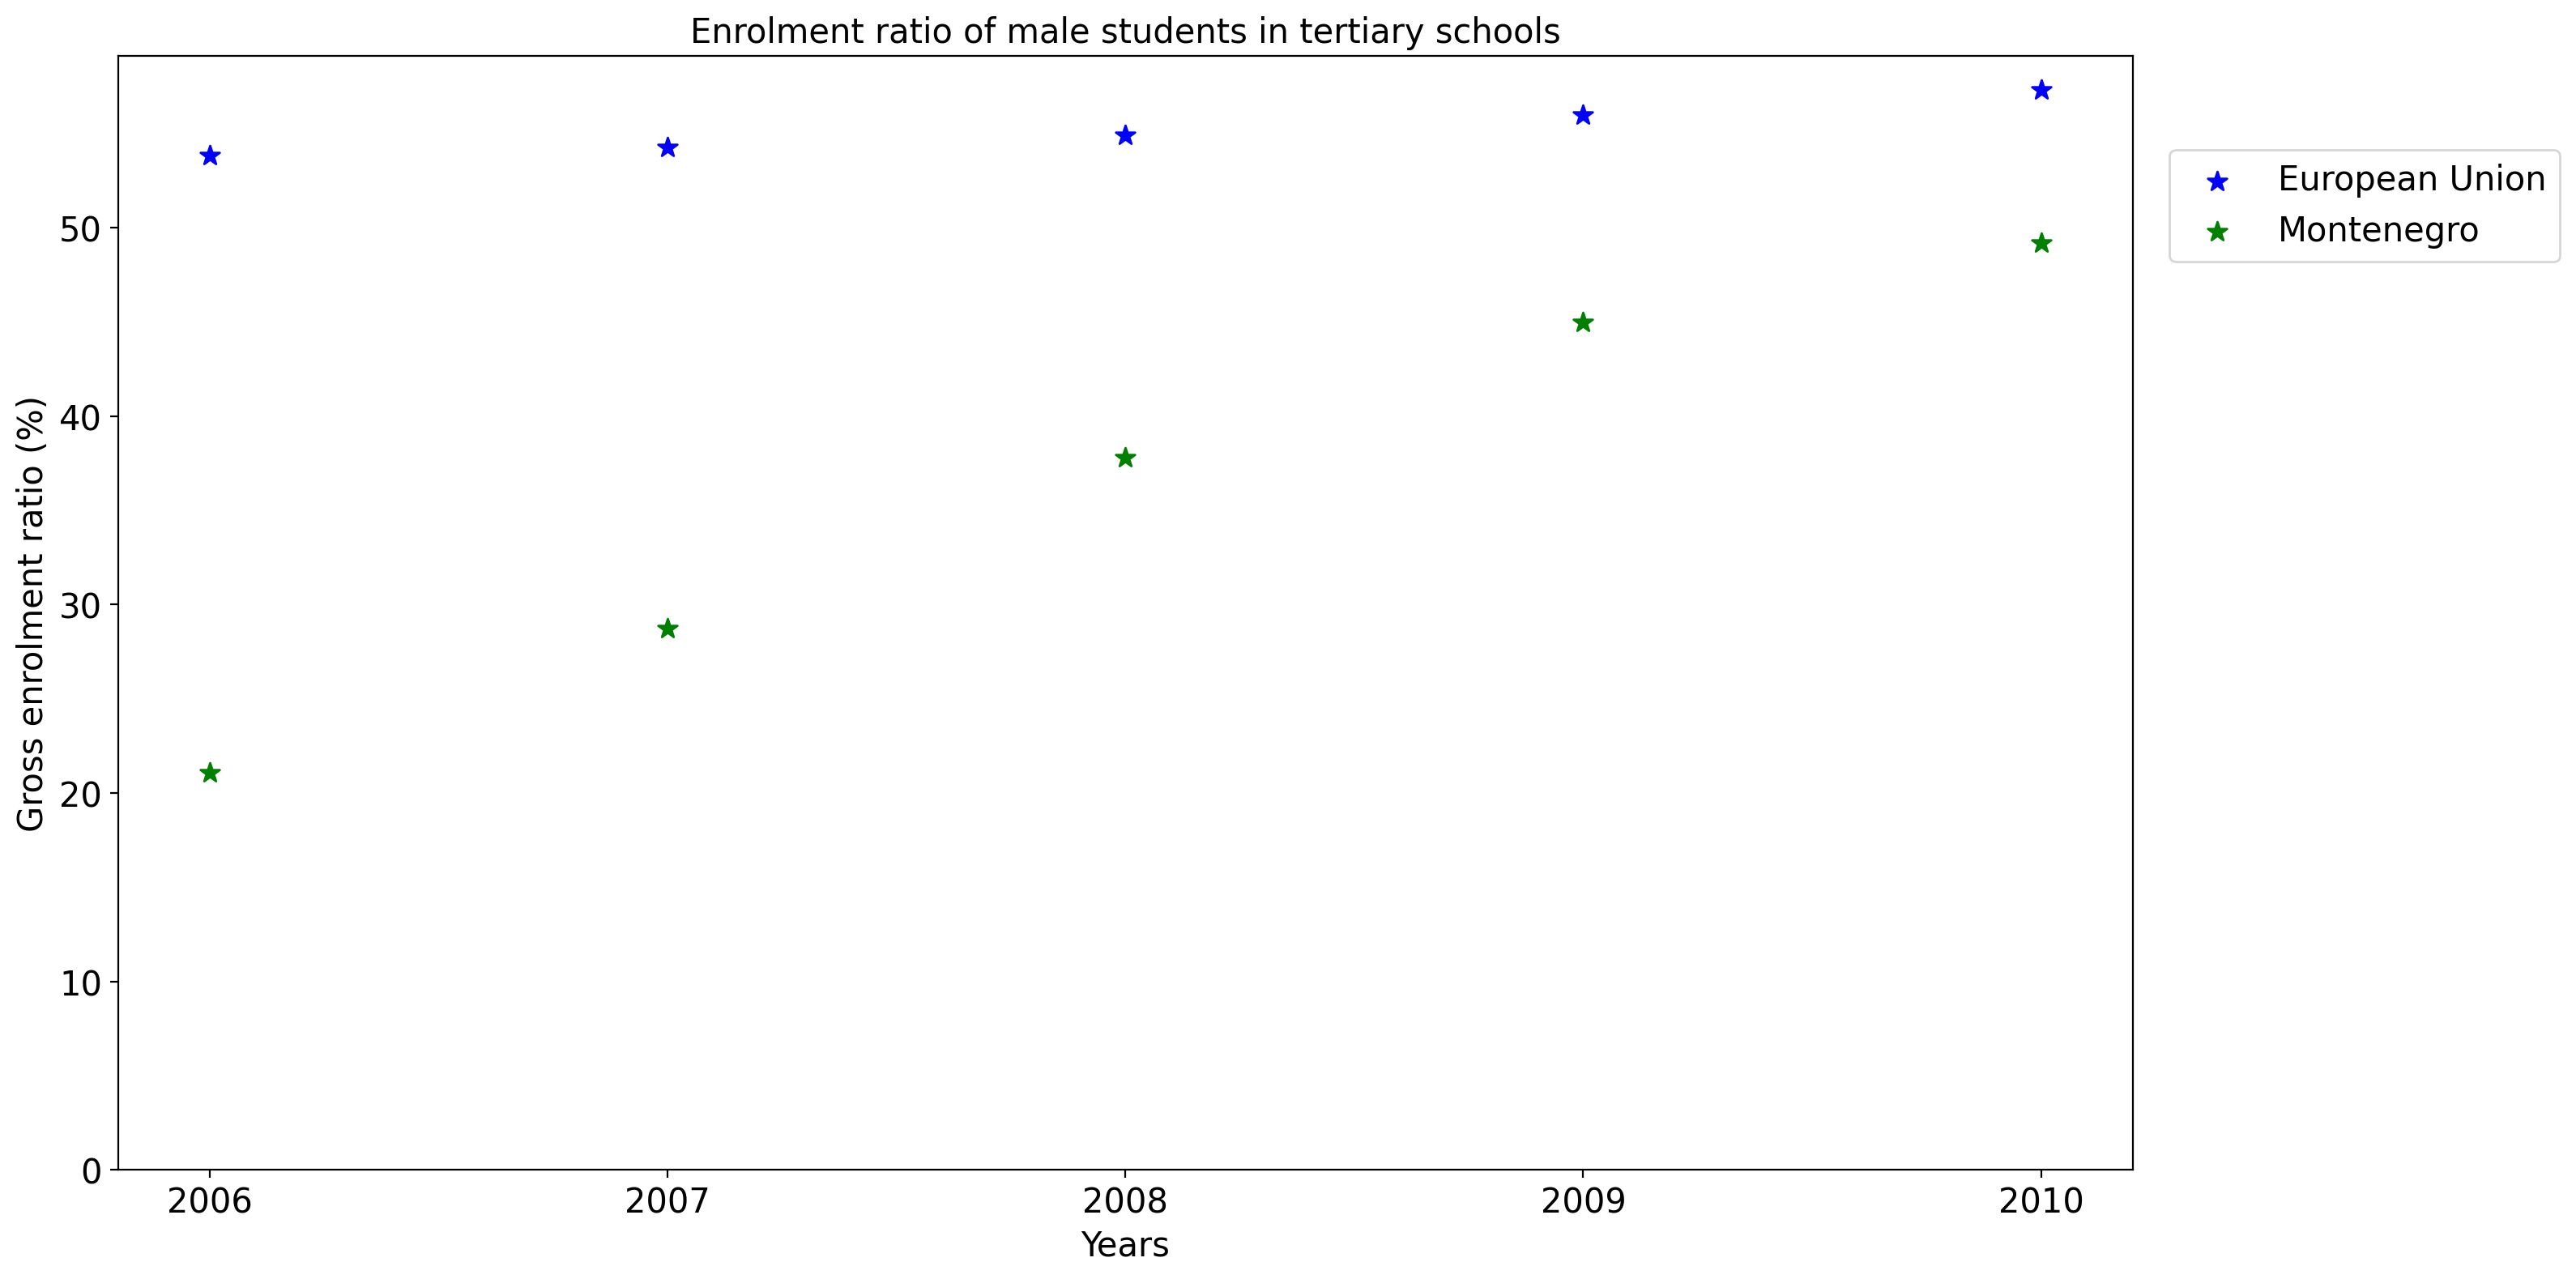 Enrolment ratio of male students in tertiary schools
Gross enrolment ratio (%)
50
40
30
20
10
0
2006 2007 2008 2009 2010
Years
European Union
Montenegro